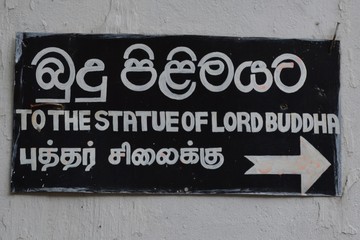 බුදු පිළිමයට
TO THE STATUE OF LORD BUDDHA
புத்தர் சிலைக்கு